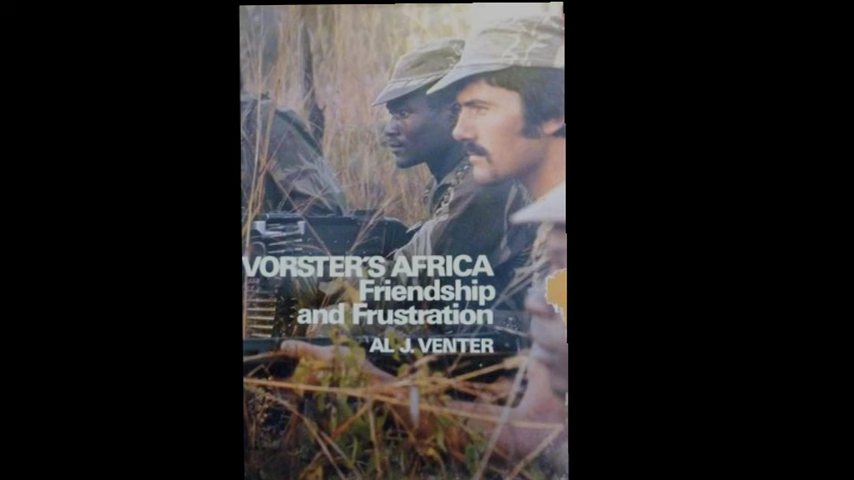 VORSTER'S AFRICA
Friendship
and Frustration
AL J. VENTER